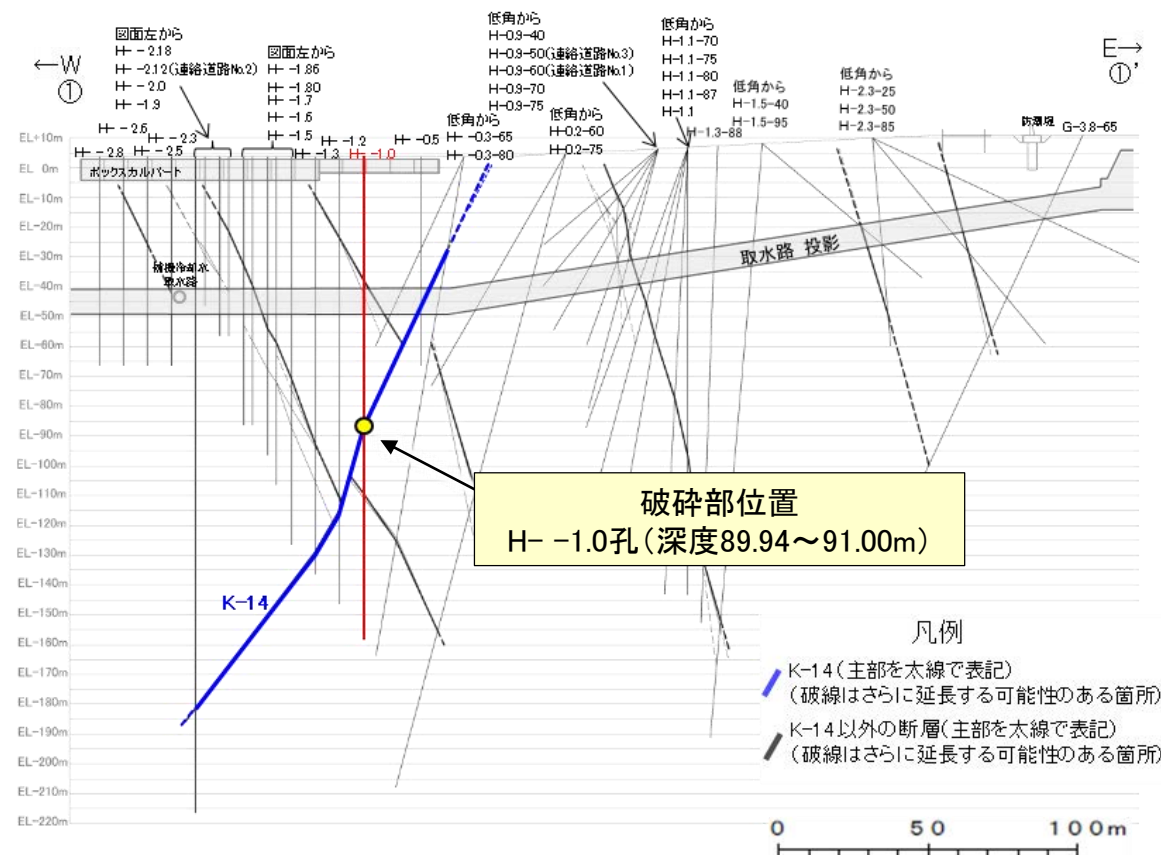 ←W
①
図面左から
H- -2.18
H- -2.12(連絡道路No.2)
H- -2.0
H- -1.9
図面左から
H- -1.85
H- -1.80
H- -1.7
H- -1.6
H- -1.5
低角から
H-0.9-40
H-0.9-50(連絡道路No.3)
H-0.9-60(連絡道路No.1)
H-0.9-70
H-0.9-75
低角から
H-1.1-70
H-1.1-75
H-1.1-80
H-1.1-87
H-1.1
低角から
H-1.5-40
H-1.5-95
低角から
H-2.3-25
H-2.3-50
H-2.3-85
E→
①'
H- -2.8
H- -2.6
H- -2.5
H- -2.3
H- -1.3
H- -1.2
H- -1.0
H- -0.5
低角から
H- -0.3-65
H- -0.3-80
低角から
H-0.2-60
H-0.2-75
H-1.3-88
防潮堤
G-3.8-65
ボックスカルバート
補機冷却水
取水路
取水路 投影
EL+10m
EL 0m
EL-10m
EL-20m
EL-30m
EL-40m
EL-50m
EL-60m
EL-70m
EL-80m
EL-90m
EL-100m
EL-110m
EL-120m
EL-130m
EL-140m
EL-150m
EL-160m
EL-170m
EL-180m
EL-190m
EL-200m
EL-210m
EL-220m
破砕部位置
H- -1.0孔(深度89.94～91.00m)
K-14
凡例
K-14(主部を太線で表記)
(破線はさらに延長する可能性のある箇所)
K-14以外の断層(主部を太線で表記)
(破線はさらに延長する可能性のある箇所)
0 50 100m